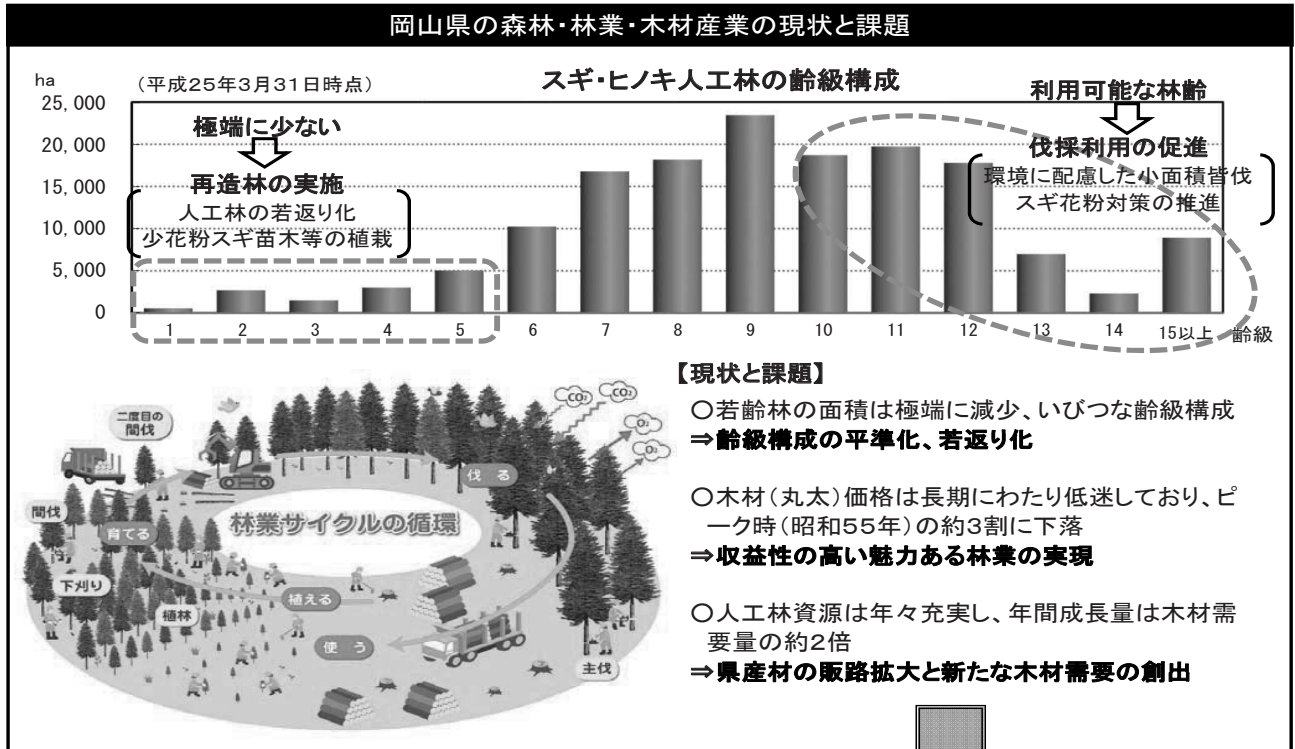 岡山県の森林・林業・木材産業の現状と課題
ha
(平成25年3月31日時点)
スギ・ヒノキ人工林の齢級構成
利用可能な林齢
25,000
20,000
15,000
10,000
5,000
0
極端に少ない
再造林の実施
人工林の若返り化
少花粉スギ苗木等の植栽
伐採利用の促進
環境に配慮した小面積皆伐
スギ花粉対策の推進
1 2 3 4 5 6 7 8 9 10 11 12 13 14 15以上 齢級
二度目の
間伐
CO₂
CO₂
O₂
O₂
伐る
間伐
育てる
林業サイクルの循環
下刈り
植林
植える
使う
主伐
【現状と課題】
○若齢林の面積は極端に減少、いびつな齢級構成
⇒齢級構成の平準化、若返り化
○木材(丸太)価格は長期にわたり低迷しており、ピ
ーク時(昭和55年)の約3割に下落
⇒収益性の高い魅力ある林業の実現
○人工林資源は年々充実し、年間成長量は木材需
要量の約2倍
⇒県産材の販路拡大と新たな木材需要の創出